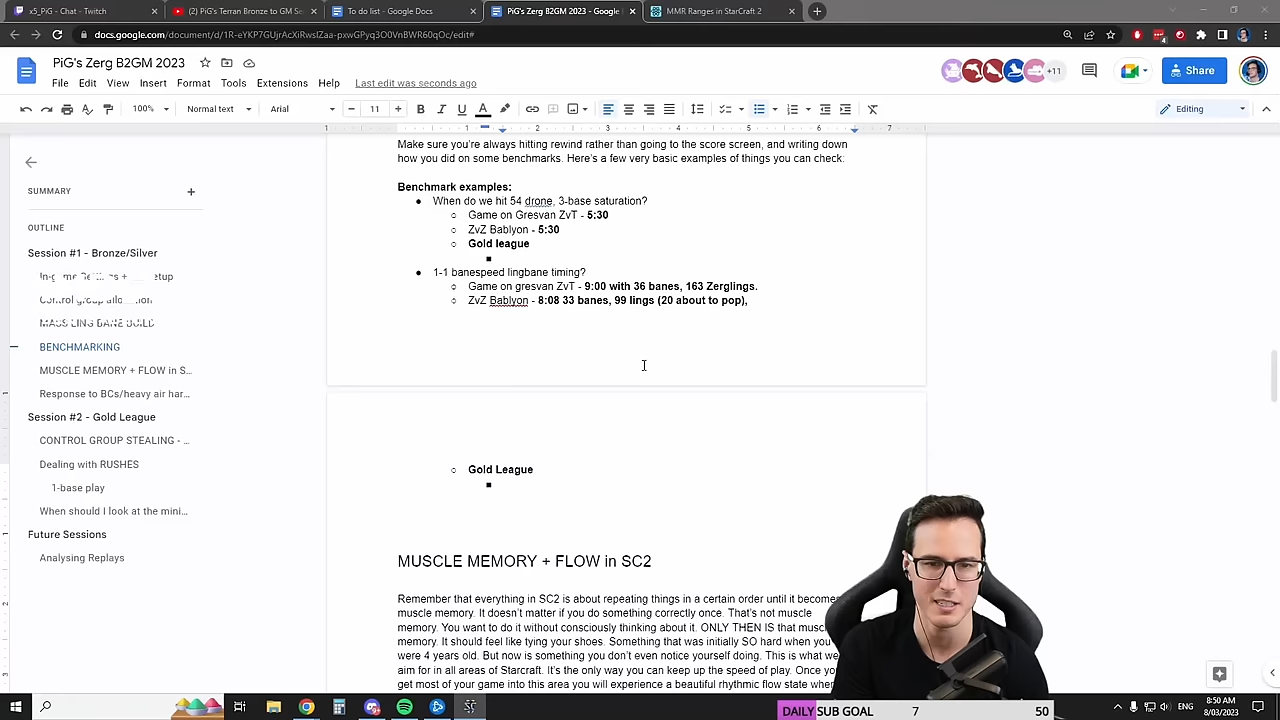 x5_PiG - Chat - Twitch
(2) PiG's Terran Bronze to GM Se
To do list - Google Docs
PiG's Zerg B2GM 2023 - Google
MMR Ranges in StarCraft 2
docs.google.com/document/d/1R-eYKP7GUjrAcXiRwsIZaa-pxwGPyq3O0VnBWR60qOc/edit#
PiG's Zerg B2GM 2023
File Edit View Insert Format Tools Extensions Help Last edit was seconds ago
+11
Share
100% Normal text Arial 11 Editing
SUMMARY
OUTLINE
Session #1 - Bronze/Silver
BENCHMARKING
MUSCLE MEMORY + FLOW in S...
Response to BCs/heavy air har...
Session #2 - Gold League
CONTROL GROUP STEALING - ...
Dealing with RUSHES
1-base play
When should I look at the mini...
Future Sessions
Analysing Replays
Make sure you're always hitting rewind rather than going to the score screen, and writing down
how you did on some benchmarks. Here's a few very basic examples of things you can check:
Benchmark examples:
When do we hit 54 drone, 3-base saturation?
Game on Gresvan ZvT - 5:30
ZvZ Bablyon - 5:30
Gold league
1-1 banespeed lingbane timing?
Game on gresvan ZvT - 9:00 with 36 banes, 163 Zerglings.
ZvZ Bablyon - 8:08 33 banes, 99 lings (20 about to pop),
Gold League
MUSCLE MEMORY + FLOW in SC2
Remember that everything in SC2 is about repeating things in a certain order until it becomes
muscle memory. It doesn't matter if you do something correctly once. That's not muscle
memory. You want to do it without consciously thinking about it. ONLY THEN IS that
memory. It should feel like tying your shoes. Something that was initially SO hard when you
were 4 years old. But now is something you don't even notice yourself doing. This is what we
aim for in all areas of Starcraft. It's the only way you can keep up the speed of play. Once
get most of your game into this area you will experience a beautiful rhythmic flow state
DAILY SUB GOAL 7 50
8:50 AM
8/03/2023